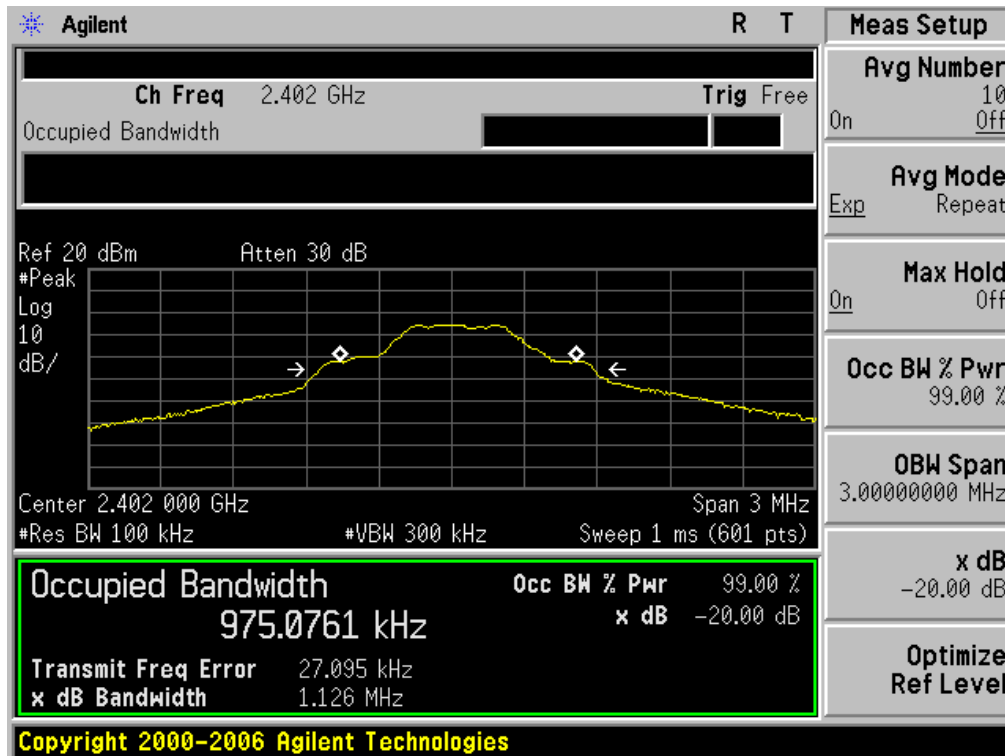 Agilent R T
Ch Freq 2.402 GHz Trig Free
Occupied Bandwidth
Ref 20 dBm Atten 30 dB
#Peak
Log
10
dB/
Center 2.402 000 GHz Span 3 MHz
#Res BW 100 kHz #VBW 300 kHz Sweep 1 ms (601 pts)
Occupied Bandwidth
975.0761 kHz
Occ BW % Pwr 99.00 %
x dB -20.00 dB
Transmit Freq Error 27.095 kHz
x dB Bandwidth 1.126 MHz
Copyright 2000-2006 Agilent Technologies
Meas Setup
Avg Number
10
On Off
Avg Mode
Exp Repeat
Max Hold
On Off
Occ BW % Pwr
99.00 %
OBW Span
3.00000000 MHz
x dB
-20.00 dB
Optimize
Ref Level